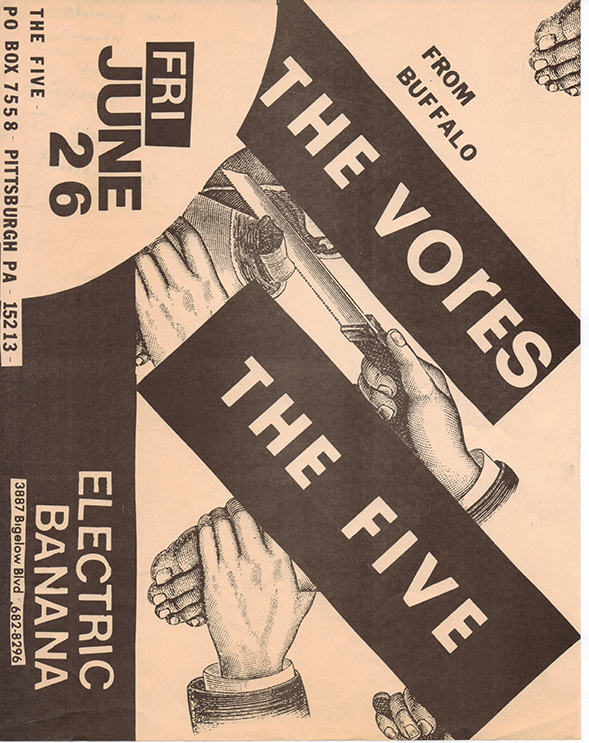 FROM
BUFFALO
THE VOrES
THE FIVE
FRI
JUNE
26
ELECTRIC
BANANA
3887 Bigelow Blvd 682-8296
THE FIVE -
PO BOX 7558 - PITTSBURGH PA - 15213 -